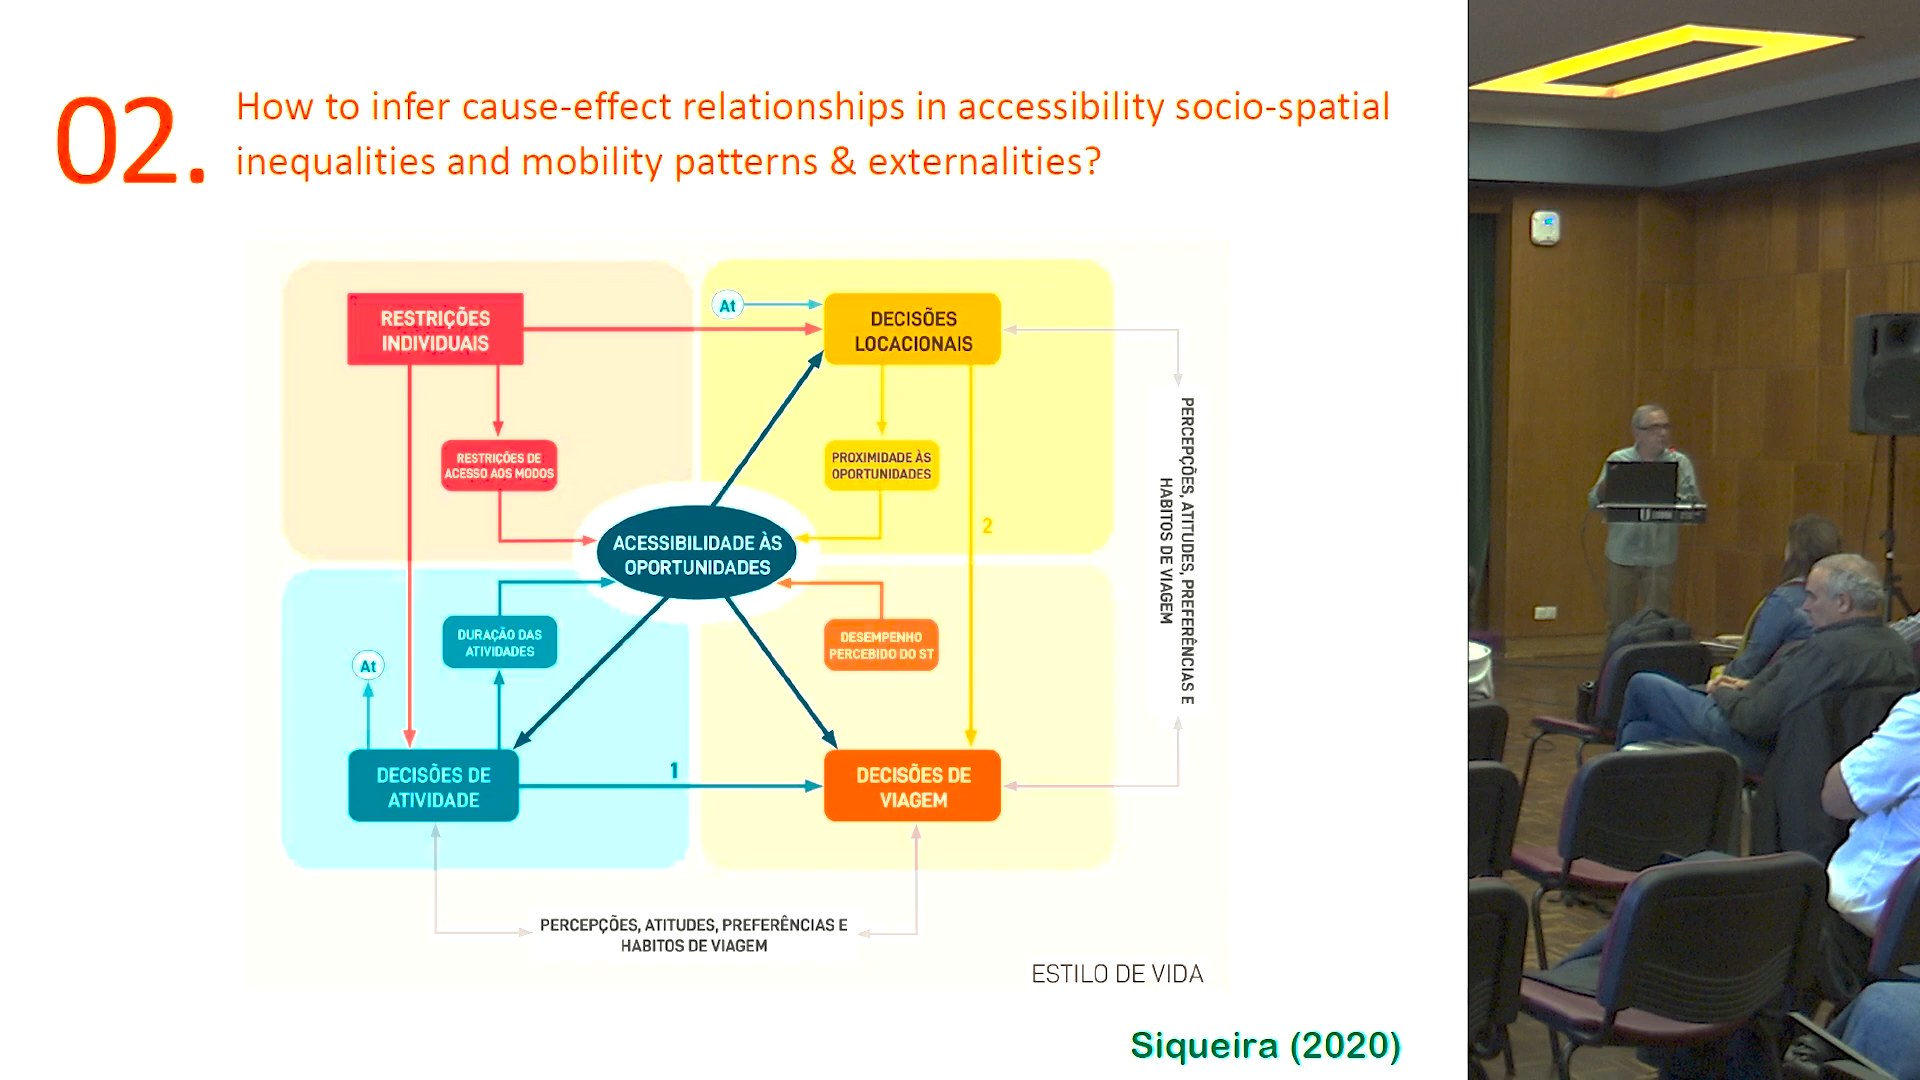 02.
How to infer cause-effect relationships in accessibility socio-spatial
inequalities and mobility patterns & externalities?
RESTRIÇÕES
INDIVIDUAIS
At
DECISÕES
LOCACIONAIS
RESTRIÇÕES DE
ACESSO AOS MODOS
PROXIMIDADE ÀS
OPORTUNIDADES
2
ACESSIBILIDADE ÀS
OPORTUNIDADES
DURAÇÃO DAS
ATIVIDADES
DESEMPENHO
PERCEBIDO DO ST
At
DECISÕES DE
ATIVIDADE
1
DECISÕES DE
VIAGEM
PERCEPÇÕES, ATITUDES, PREFERÊNCIAS E
HABITOS DE VIAGEM
PERCEPÇÕES, ATITUDES, PREFERÊNCIAS E
HABITOS DE VIAGEM
ESTILO DE VIDA
Siqueira (2020)